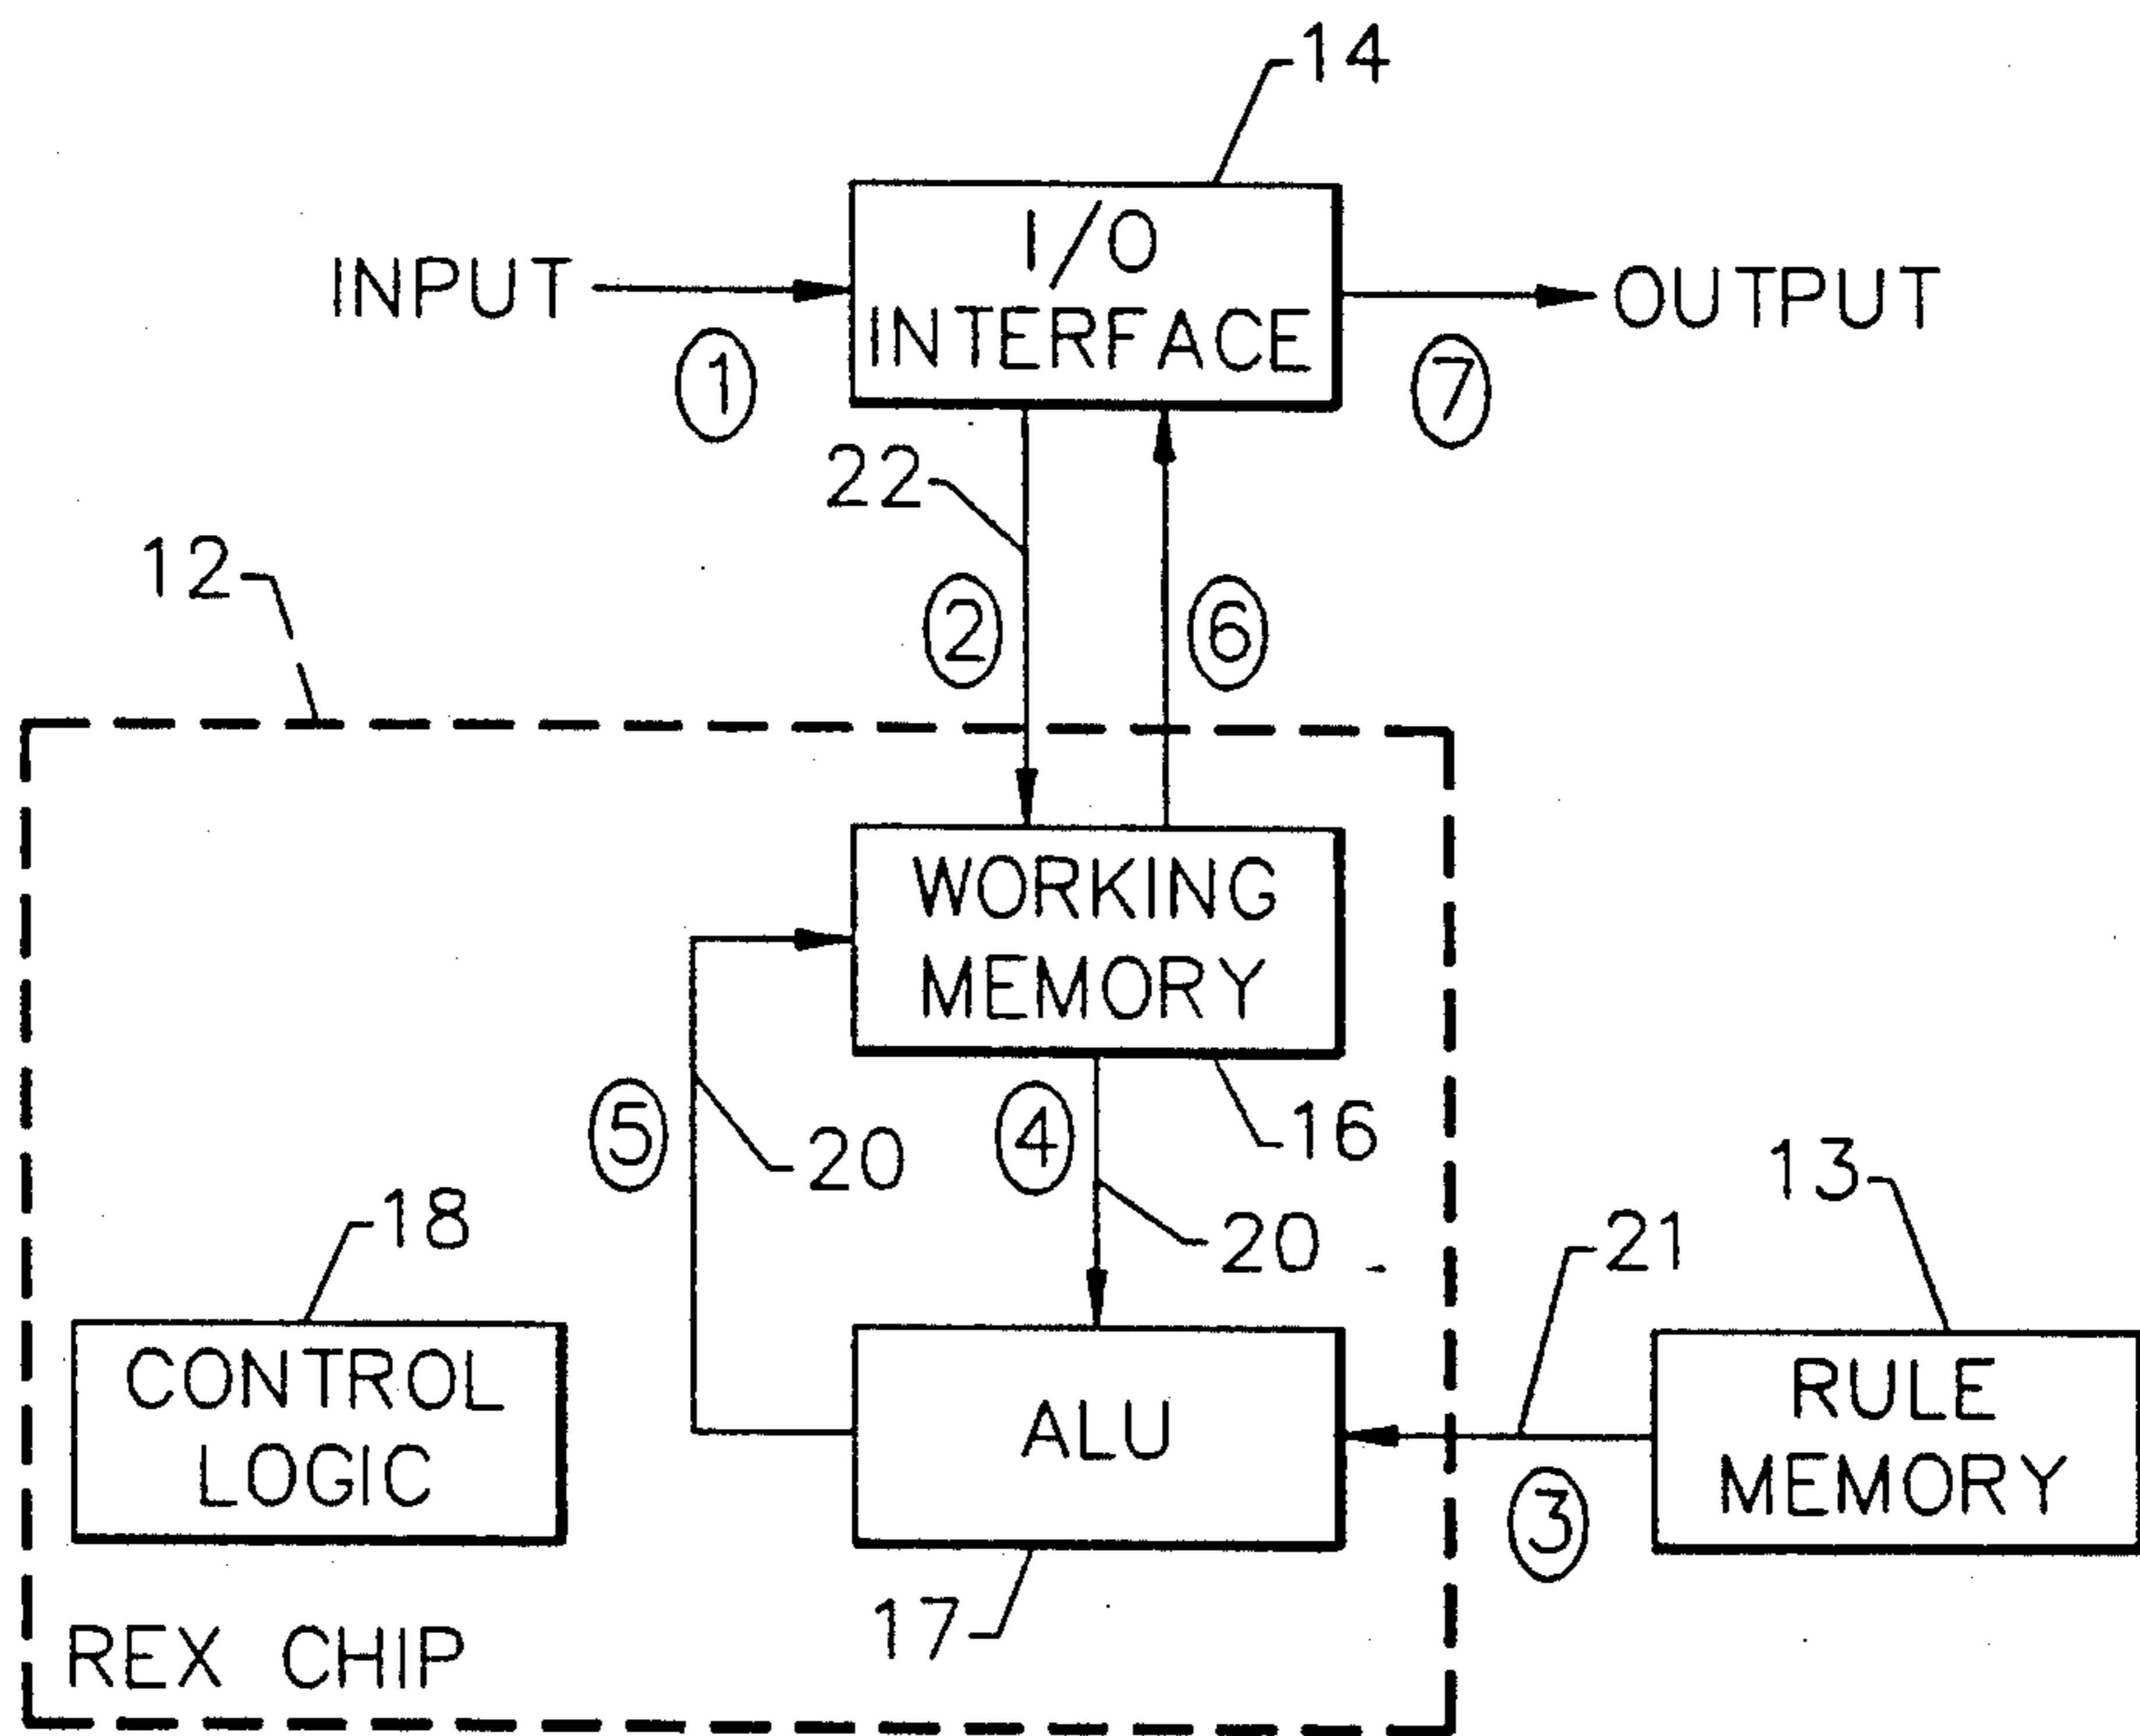 14
I/O
INTERFACE
INPUT
OUTPUT
①
⑦
22
12
②
⑥
WORKING
MEMORY
⑤
20
④
16
13
18
20
21
CONTROL
LOGIC
ALU
RULE
MEMORY
③
17
REX CHIP